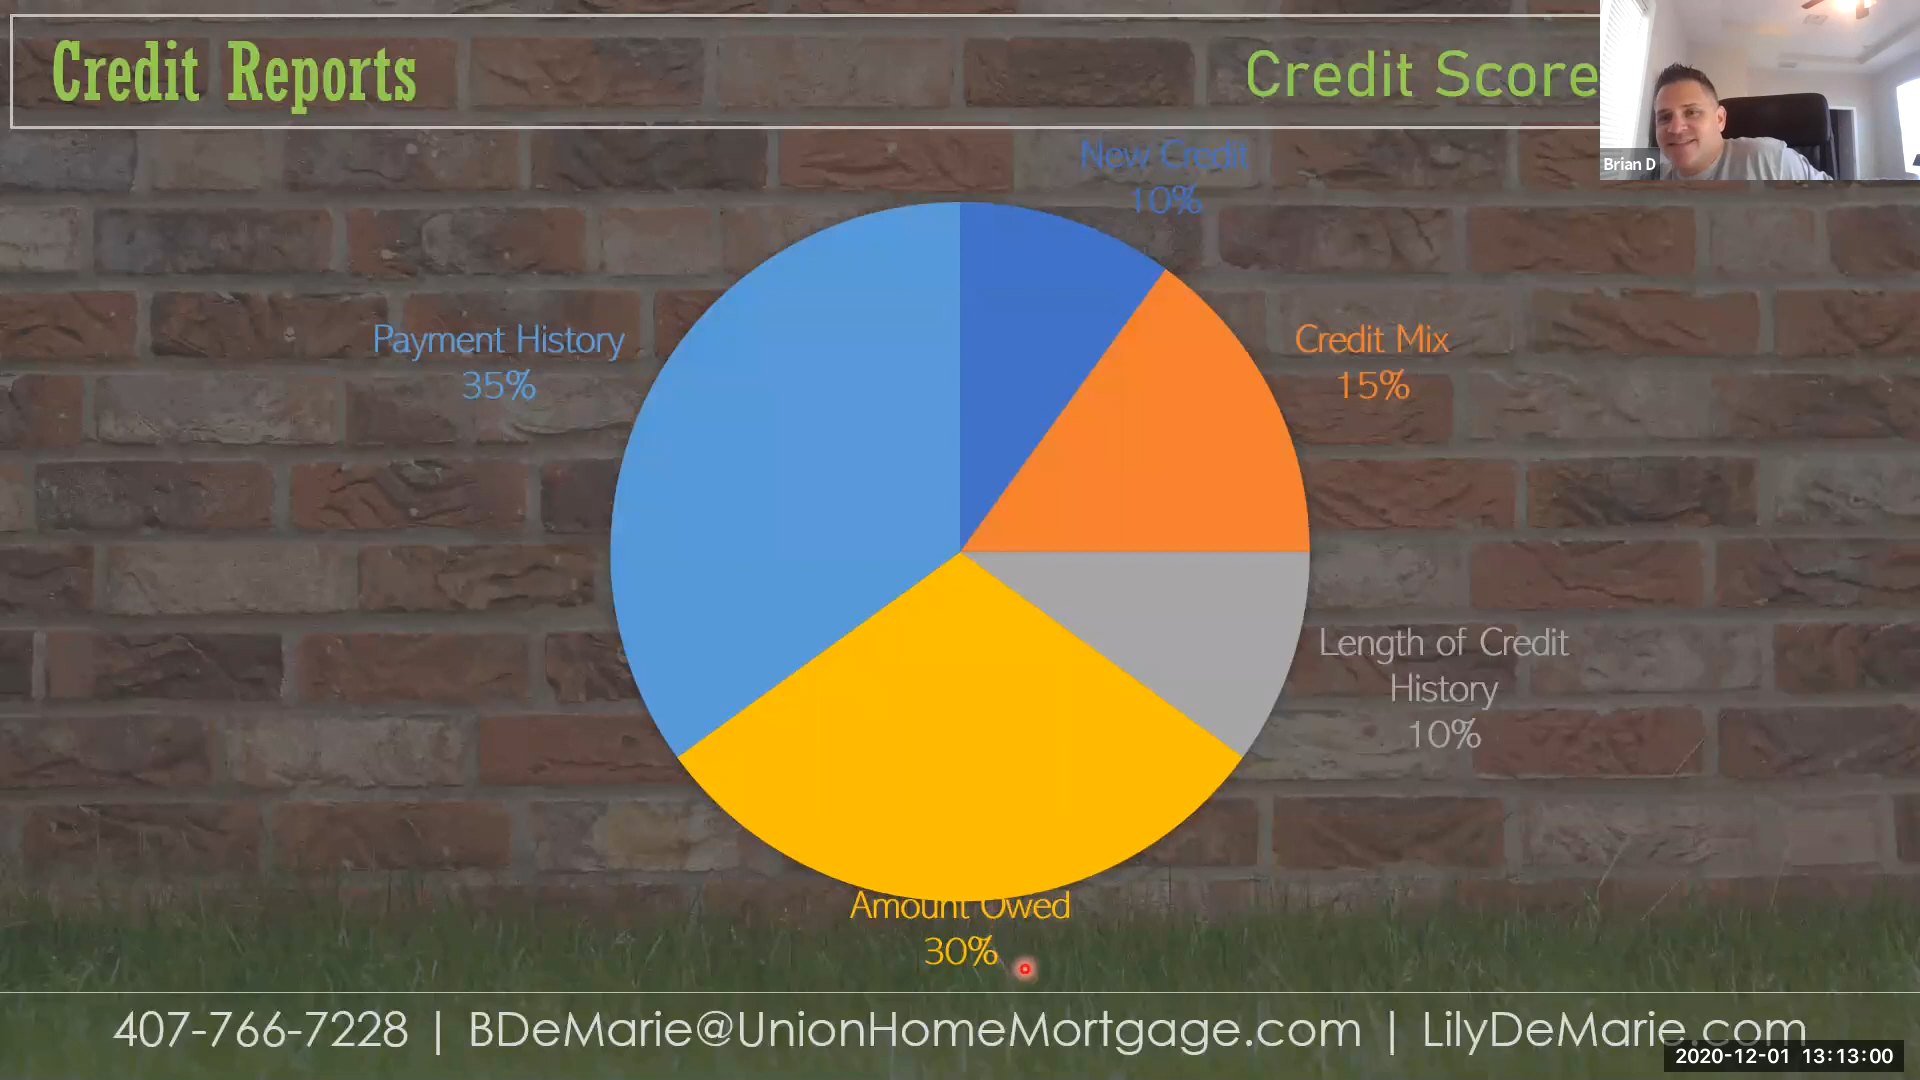 Credit Reports
Credit Score
Brian D
New Credit
10%
Payment History
35%
Credit Mix
15%
Length of Credit
History
10%
Amount Owed
30%
407-766-7228 | BDeMarie@UnionHomeMortgage.com | LilyDeMarie.com
2020-12-01 13:13:00